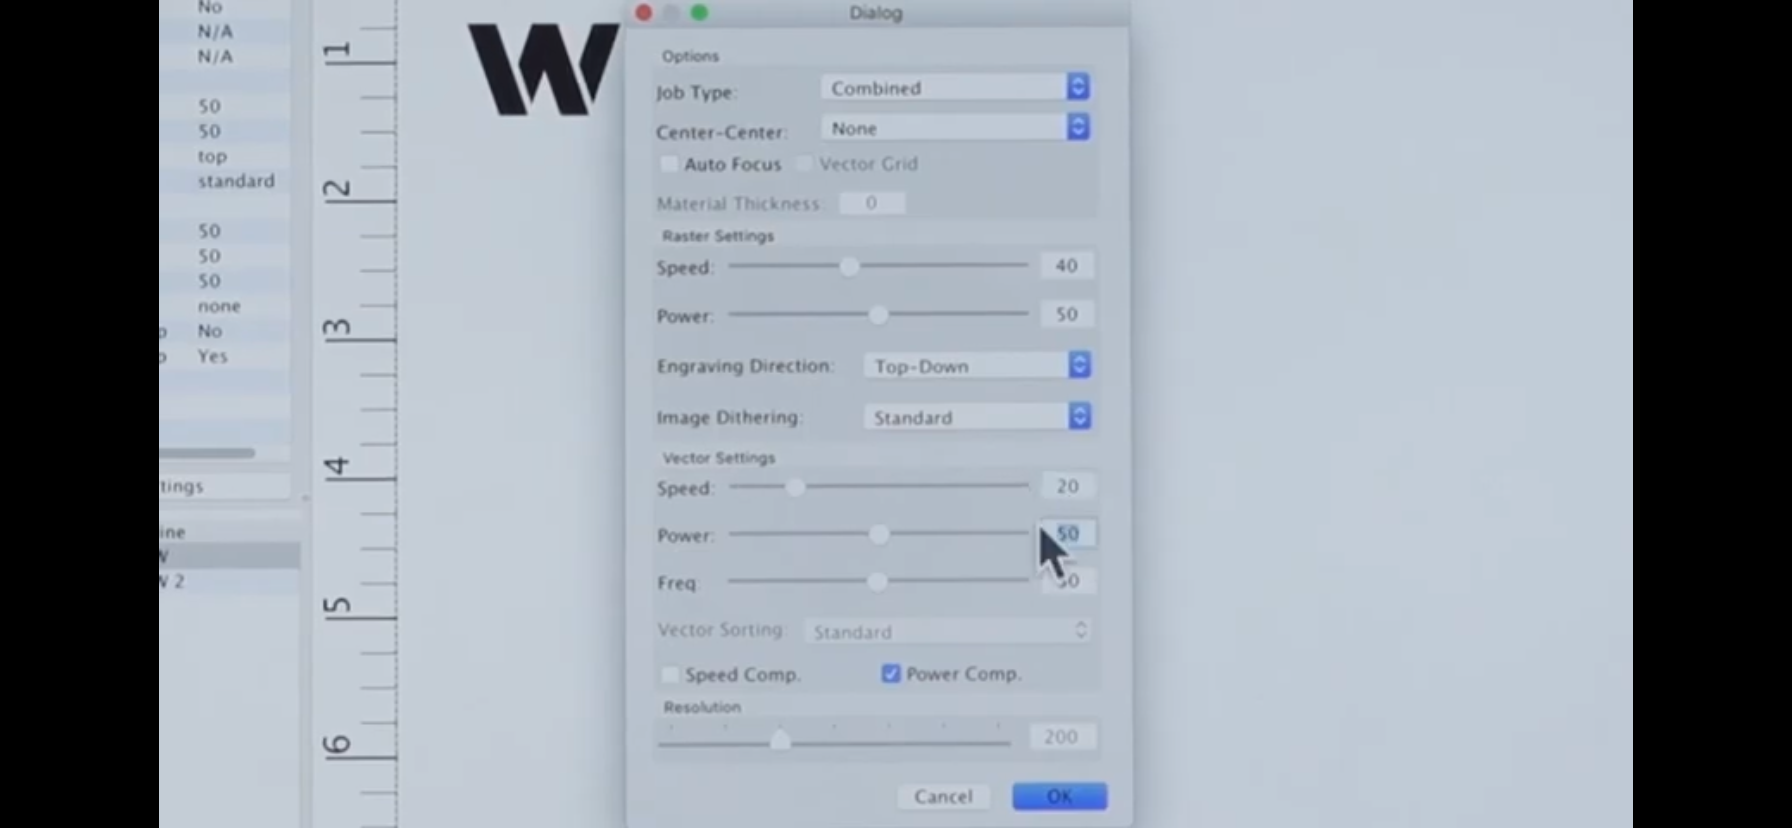 No
N/A
N/A
50
50
top
standard
50
50
50
none
No
Yes
tings
ine
W
W 2
1
2
3
4
5
6
W
Dialog
Options
Job Type: Combined
Center-Center: None
Auto Focus Vector Grid
Material Thickness: 0
Raster Settings
Speed: 40
Power: 50
Engraving Direction: Top-Down
Image Dithering: Standard
Vector Settings
Speed: 20
Power: 50
Freq
Vector Sorting: Standard
Speed Comp. Power Comp.
Resolution
200
Cancel OK